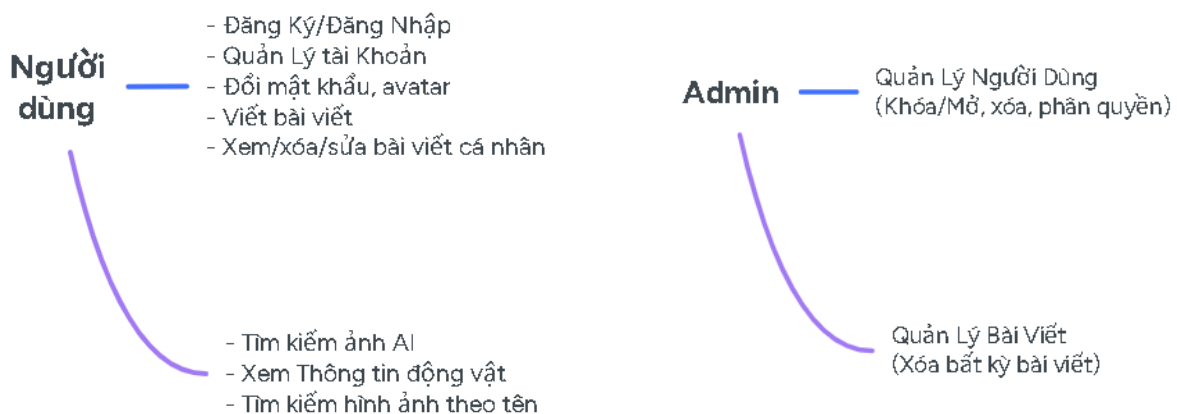 Người
dùng
- Đăng Ký/Đăng Nhập
- Quản Lý tài Khoản
- Đổi mật khẩu, avatar
- Viết bài viết
- Xem/xóa/sửa bài viết cá nhân
- Tìm kiếm ảnh AI
- Xem Thông tin động vật
- Tìm kiếm hình ảnh theo tên
Admin
Quản Lý Người Dùng
(Khóa/Mở, xóa, phân quyền)
Quản Lý Bài Viết
(Xóa bất kỳ bài viết)